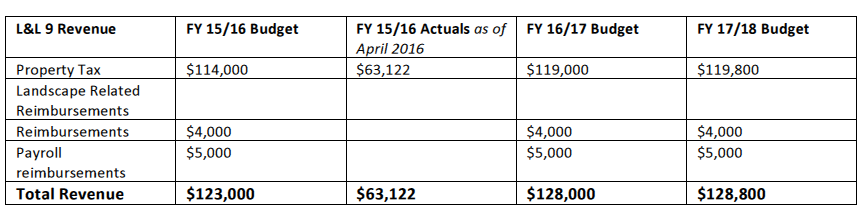 L&L 9 Revenue FY 15/16 Budget FY 15/16 Actuals as of FY 16/17 Budget FY 17/18 Budget
April 2016
Property Tax $114,000 $63,122 $119,000 $119,800
Landscape Related
Reimbursements
Reimbursements $4,000 $4,000 $4,000
Payroll $5,000 $5,000 $5,000
reimbursements
Total Revenue $123,000 $63,122 $128,000 $128,800